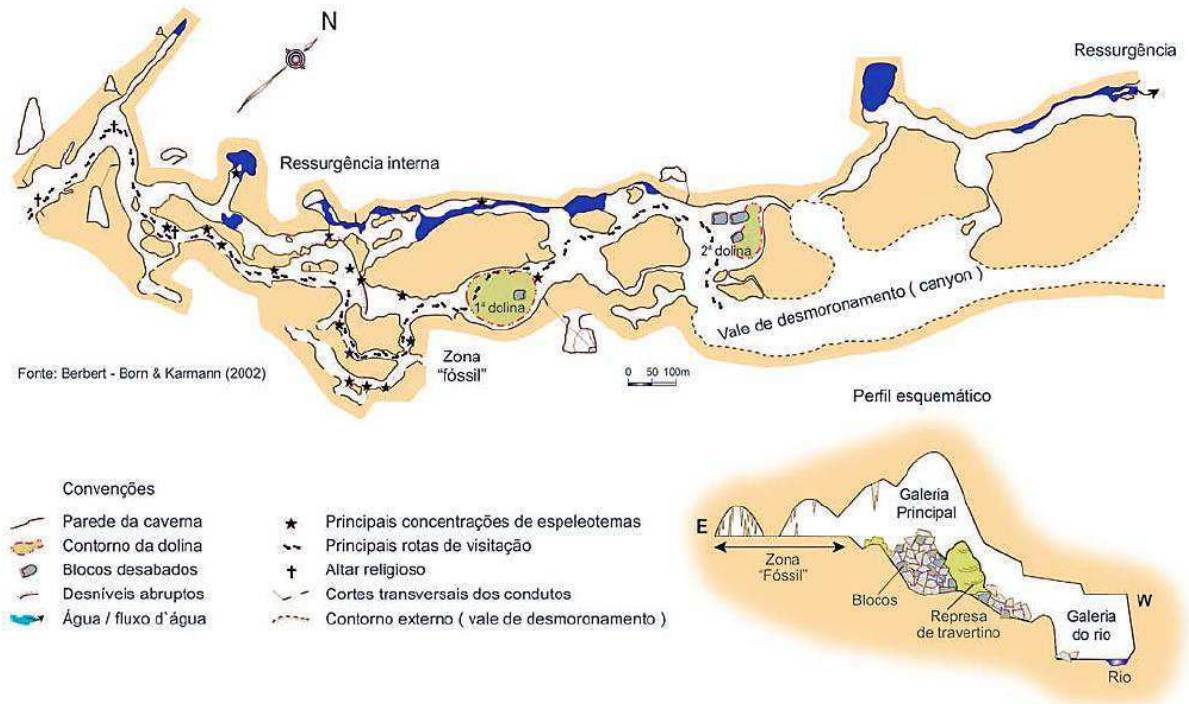 N
Ressurgência
Ressurgência interna
2ª dolina
1ª dolina
Vale de desmoronamento ( canyon )
Zona
"fóssil"
0 50 100m
Fonte: Berbert - Born & Karmann (2002)
Perfil esquemático
Convenções
Parede da caverna
Contorno da dolina
Blocos desabados
Desníveis abruptos
Água / fluxo d`água
Principais concentrações de espeleotemas
Principais rotas de visitação
Altar religioso
Cortes transversais dos condutos
Contorno externo ( vale de desmoronamento )
Galeria
Principal
E
Zona
"Fóssil"
Blocos
Represa
de travertino
W
Galeria
do rio
Rio